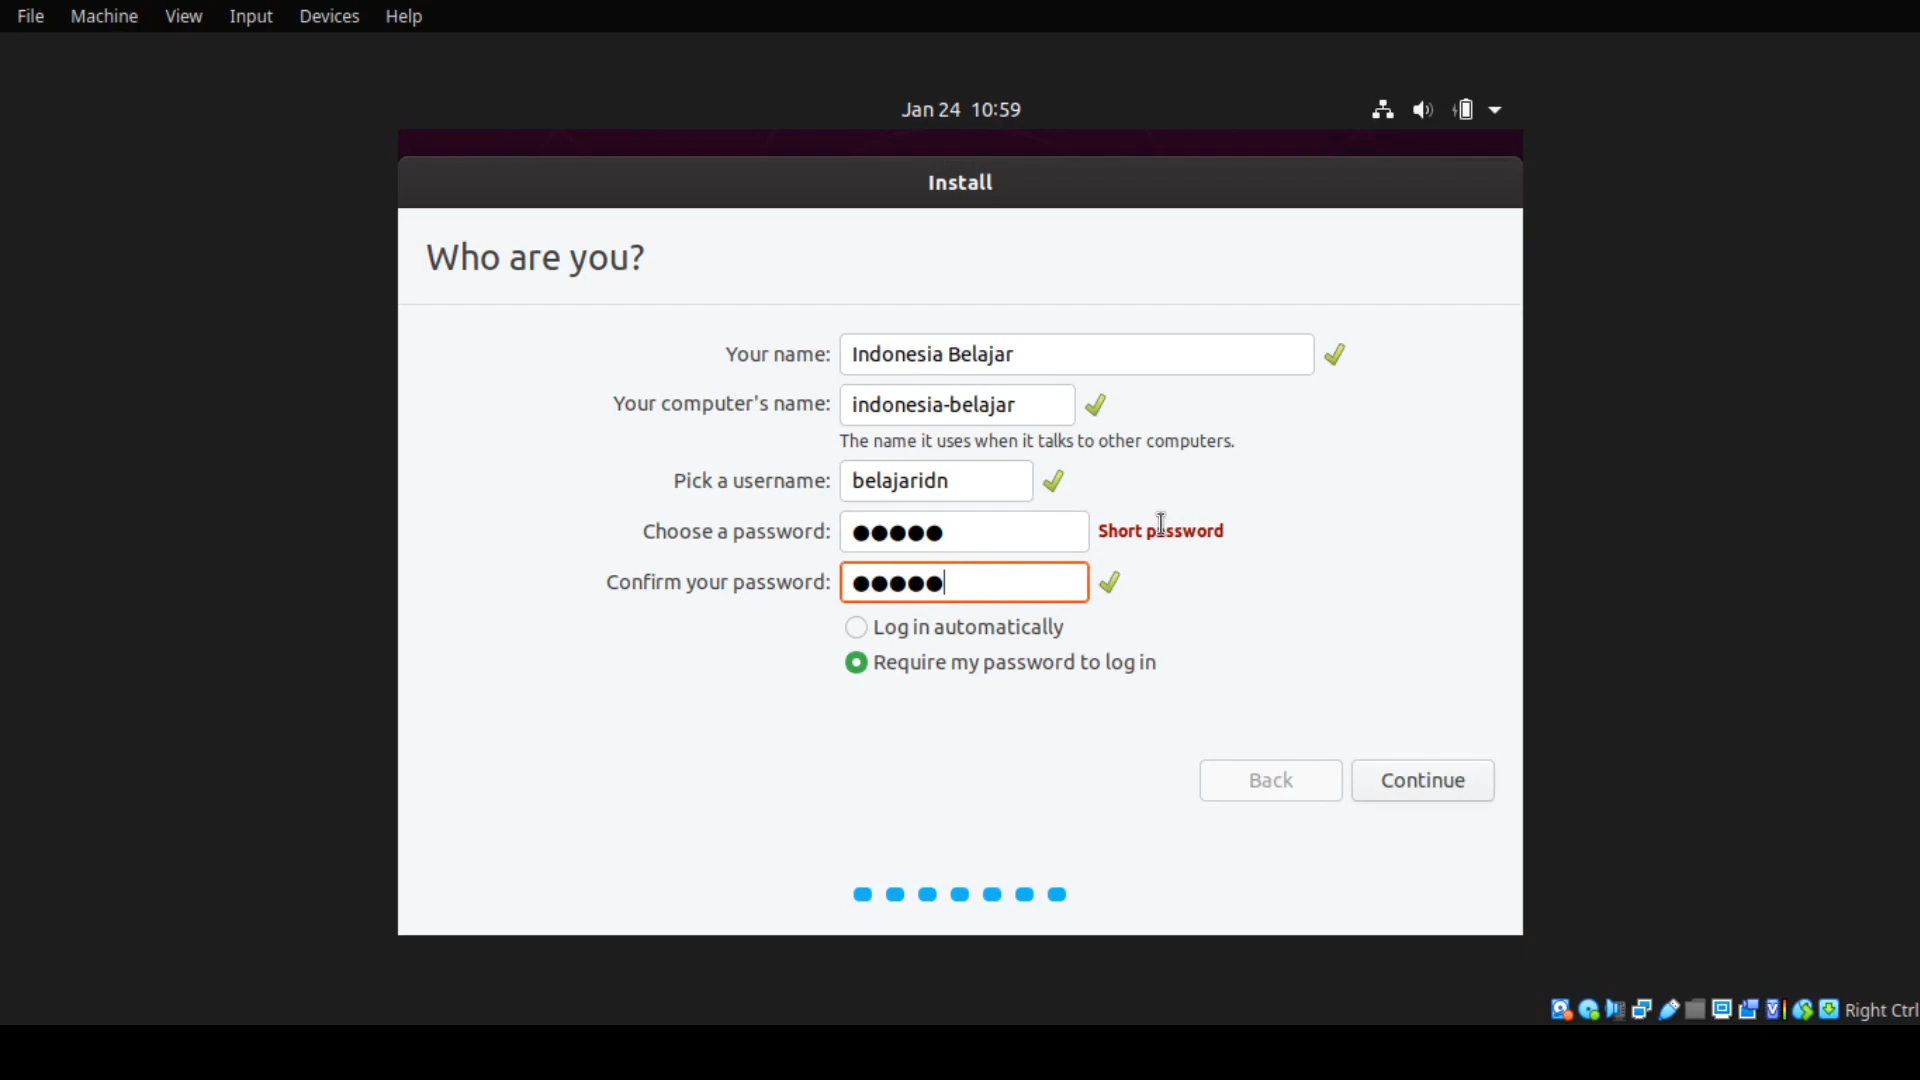 File Machine View Input Devices Help
Jan 24 10:59
Install
Who are you?
Your name: Indonesia Belajar
Your computer's name: indonesia-belajar
The name it uses when it talks to other computers.
Pick a username: belajaridn
Choose a password: ●●●●● Short password
Confirm your password: ●●●●●
Log in automatically
Require my password to log in
Back Continue
Right Ctrl